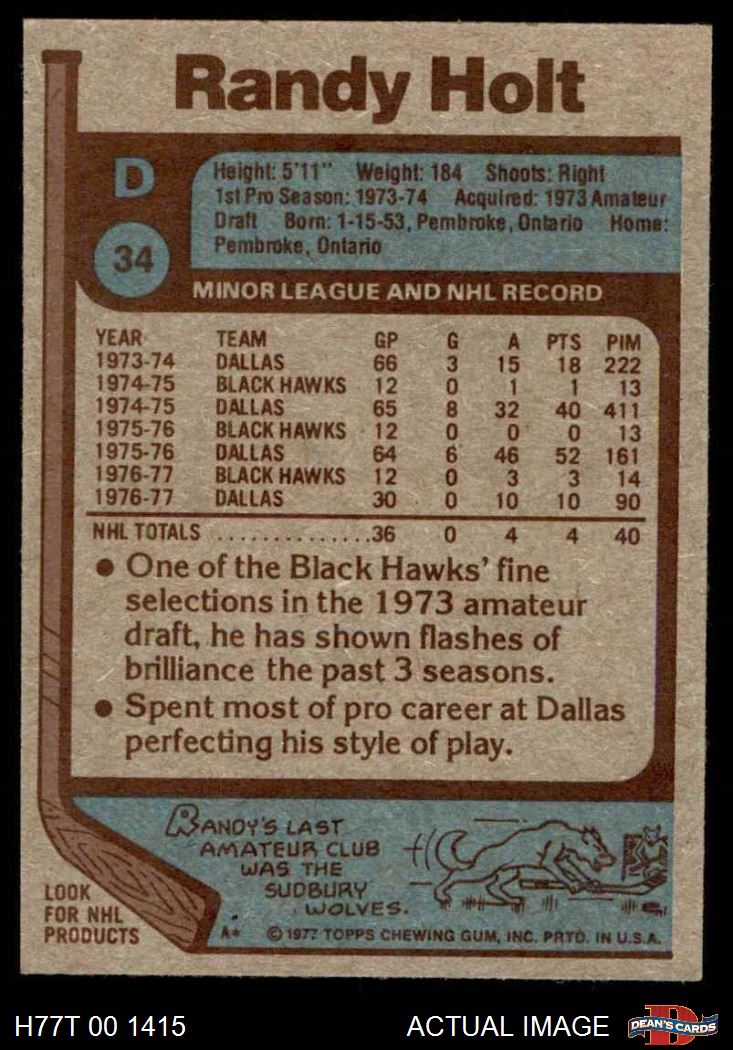 Randy Holt
D
34
Height: 5'11" Weight: 184 Shoots: Right
1st Pro Season: 1973-74 Acquired: 1973 Amateur
Draft Born: 1-15-53, Pembroke, Ontario Home:
Pembroke, Ontario
MINOR LEAGUE AND NHL RECORD
YEAR TEAM GP G A PTS PIM
1973-74 DALLAS 66 3 15 18 222
1974-75 BLACK HAWKS 12 0 1 1 13
1974-75 DALLAS 65 8 32 40 411
1975-76 BLACK HAWKS 12 0 0 0 13
1975-76 DALLAS 64 6 46 52 161
1976-77 BLACK HAWKS 12 0 3 3 14
1976-77 DALLAS 30 0 10 10 90
NHL TOTALS ..............36 0 4 4 40
● One of the Black Hawks' fine
selections in the 1973 amateur
draft, he has shown flashes of
brilliance the past 3 seasons.
● Spent most of pro career at Dallas
perfecting his style of play.
RANDY'S LAST
AMATEUR CLUB
WAS THE
SUDBURY
WOLVES.
LOOK
FOR NHL
PRODUCTS
A* © 1977 TOPPS CHEWING GUM, INC. PRTD. IN U.S.A.
H77T 00 1415 ACTUAL IMAGE
D
DEAN'S CARDS